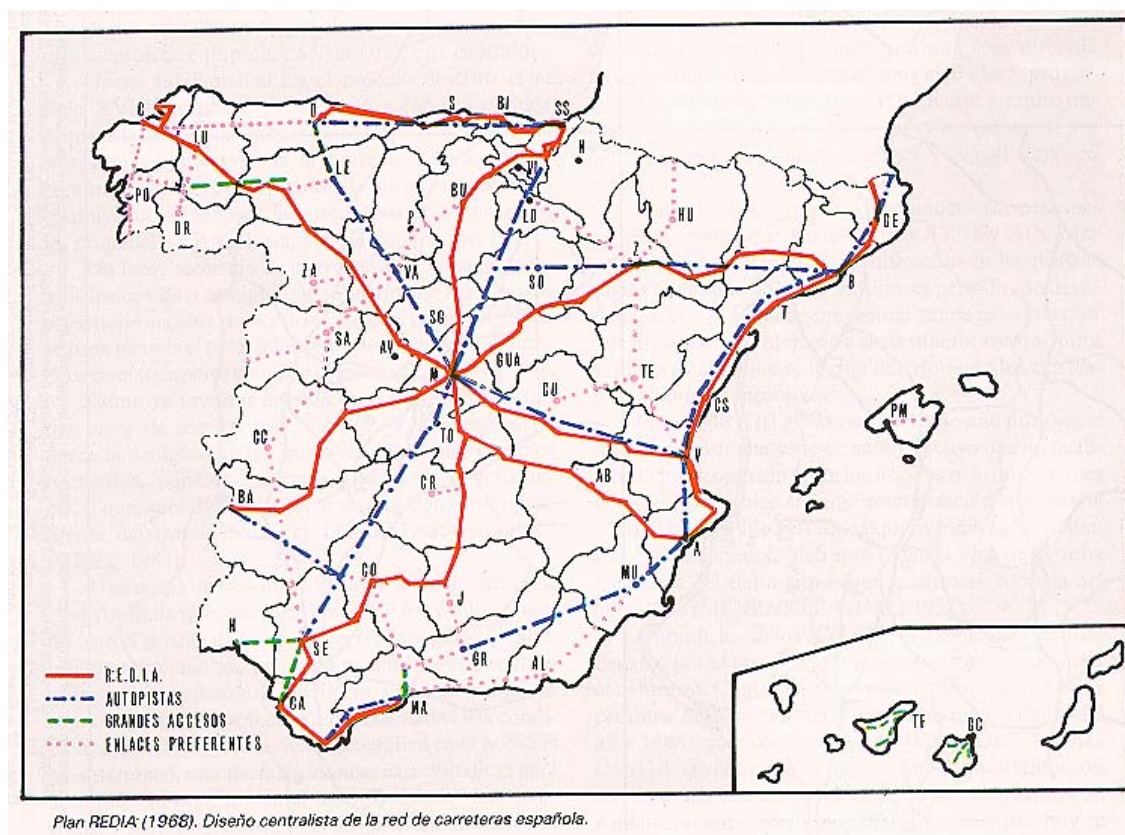 C
LU
O
S
BI
SS
PO
OR
LE
VI
N
BU
P
LO
HU
GE
ZA
VA
SO
Z
L
B
SG
SA
AV
GUA
M
CU
TE
CS
PM
CC
TO
V
CR
AB
BA
A
CO
MU
J
H
SE
GR
AL
CA
MA
R.E.D.I.A.
AUTOPISTAS
GRANDES ACCESOS
ENLACES PREFERENTES
TE
GC
Plan REDIA (1968). Diseño centralista de la red de carreteras española.